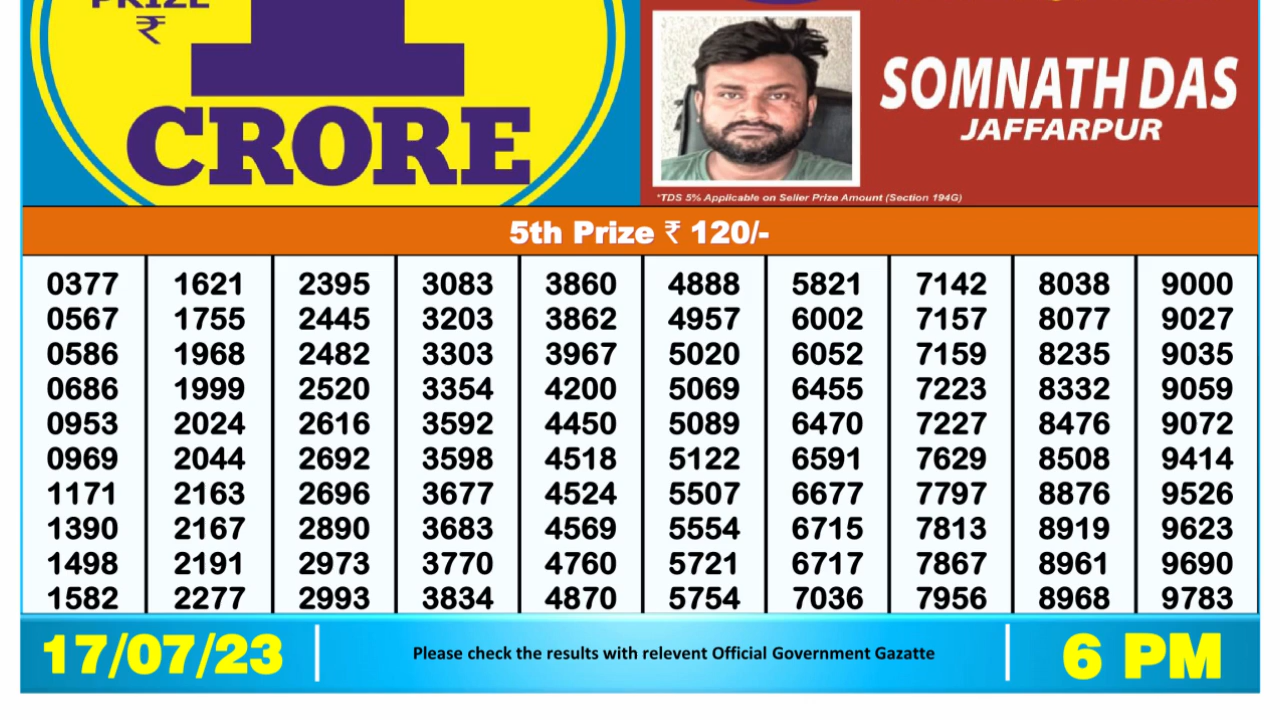 PRIZE
₹
1
CRORE
SOMNATH DAS
JAFFARPUR
*TDS 5% Applicable on Seller Prize Amount (Section 194G)
5th Prize ₹ 120/-
0377 1621 2395 3083 3860 4888 5821 7142 8038 9000
0567 1755 2445 3203 3862 4957 6002 7157 8077 9027
0586 1968 2482 3303 3967 5020 6052 7159 8235 9035
0686 1999 2520 3354 4200 5069 6455 7223 8332 9059
0953 2024 2616 3592 4450 5089 6470 7227 8476 9072
0969 2044 2692 3598 4518 5122 6591 7629 8508 9414
1171 2163 2696 3677 4524 5507 6677 7797 8876 9526
1390 2167 2890 3683 4569 5554 6715 7813 8919 9623
1498 2191 2973 3770 4760 5721 6717 7867 8961 9690
1582 2277 2993 3834 4870 5754 7036 7956 8968 9783
17/07/23
Please check the results with relevent Official Government Gazatte
6 PM